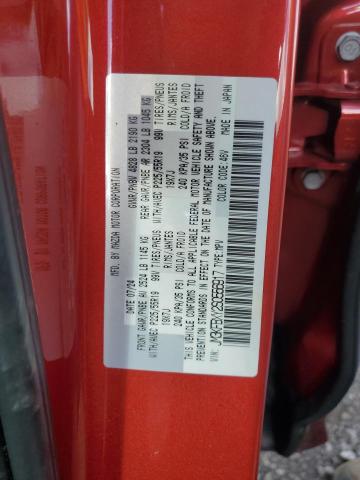 MFD. BY MAZDA MOTOR CORPORATION
DATE 07/24 GVWR/PNBV 4828 LB 2190 KG
FRONT GAWR/PNBE AV 2524 LB 1145 KG REAR GAWR/PNBE AR 2304 LB 1045 KG
WITH/AVEC P225/55R19 99V TIRES/PNEUS WITH/AVEC P225/55R19 99V TIRES/PNEUS
19X7J RIMS/JANTES 19X7J RIMS/JANTES
240 KPA/35 PSI COLD/A FROID 240 KPA/35 PSI COLD/A FROID
THIS VEHICLE CONFORMS TO ALL APPLICABLE FEDERAL MOTOR VEHICLE SAFETY AND THEFT
PREVENTION STANDARDS IN EFFECT ON THE DATE OF MANUFACTURE SHOWN ABOVE.
TYPE: MPV COLOR CODE: 46V MADE IN JAPAN